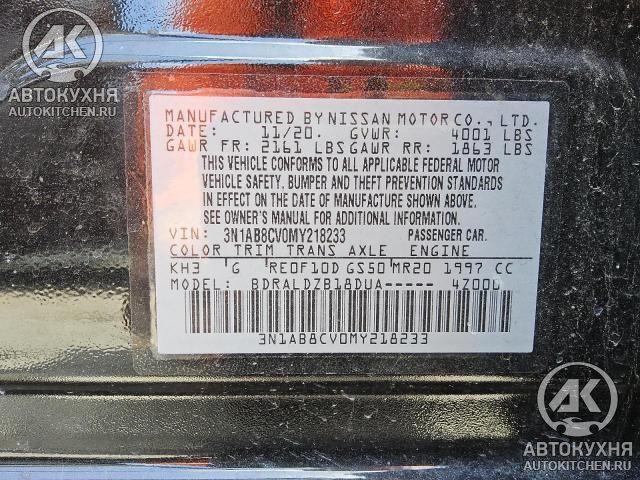 АВТОКУХНЯ
AUTOKITCHEN.RU
MANUFACTURED BY NISSAN MOTOR CO., LTD.
DATE: 11/20. GVWR: 4001 LBS
GAWR FR: 2161 LBS GAWR RR: 1863 LBS
THIS VEHICLE CONFORMS TO ALL APPLICABLE FEDERAL MOTOR
VEHICLE SAFETY, BUMPER AND THEFT PREVENTION STANDARDS
IN EFFECT ON THE DATE OF MANUFACTURE SHOWN ABOVE.
SEE OWNER'S MANUAL FOR ADDITIONAL INFORMATION.
VIN: 3N1AB8CV0MY218233 PASSENGER CAR.
COLOR TRIM TRANS AXLE ENGINE
KH3 G RE0F10D GS50 MR20 1997 CC
MODEL: BDRALDZB18DUA----- 4Z000
3N1AB8CV0MY218233
АК
АВТОКУХНЯ
AUTOKITCHEN.RU